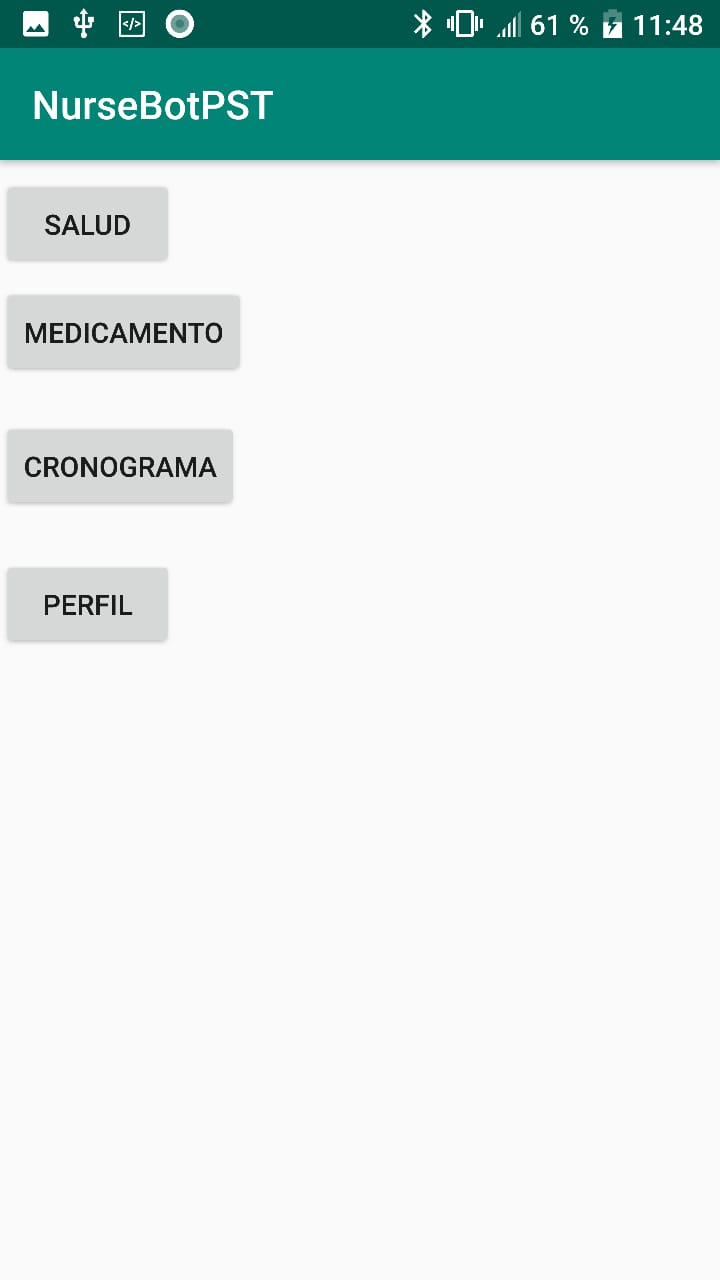 61 % 11:48
NurseBotPST
SALUD
MEDICAMENTO
CRONOGRAMA
PERFIL